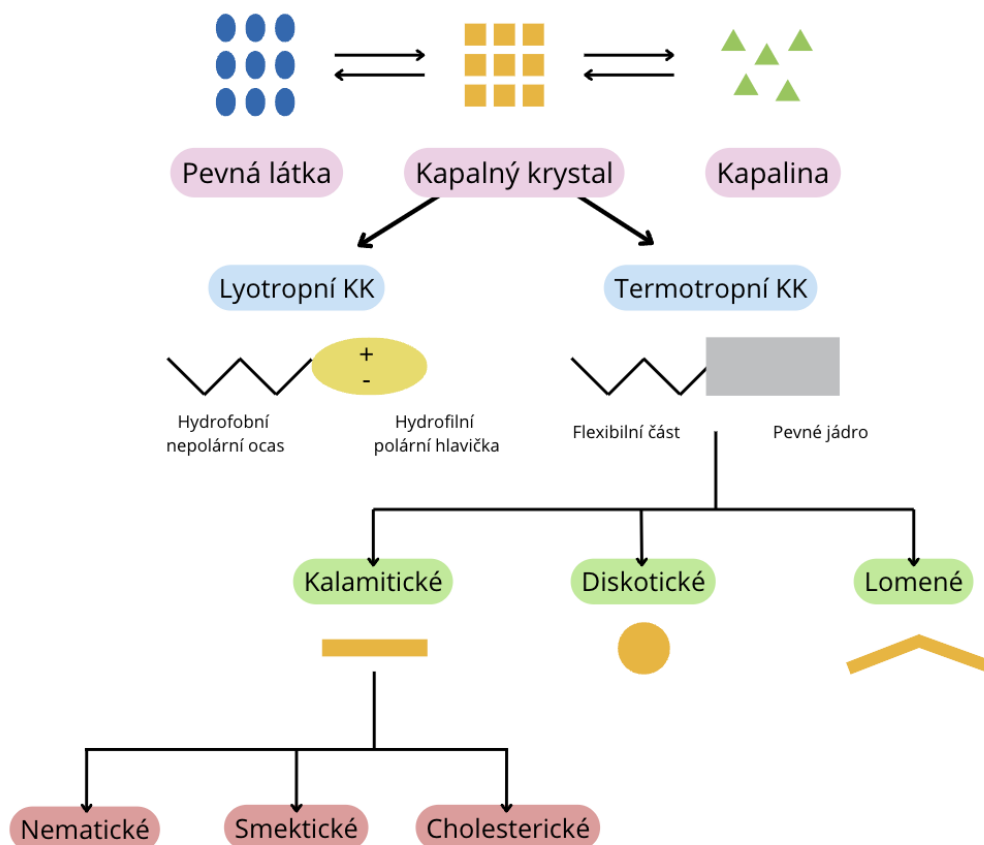 Pevná látka
Kapalný krystal
Kapalina
Lyotropní KK
Termotropní KK
+
-
Hydrofobní
nepolární ocas
Hydrofilní
polární hlavička
Flexibilní část
Pevné jádro
Kalamitické
Diskotické
Lomené
Nematické
Smektické
Cholesterické